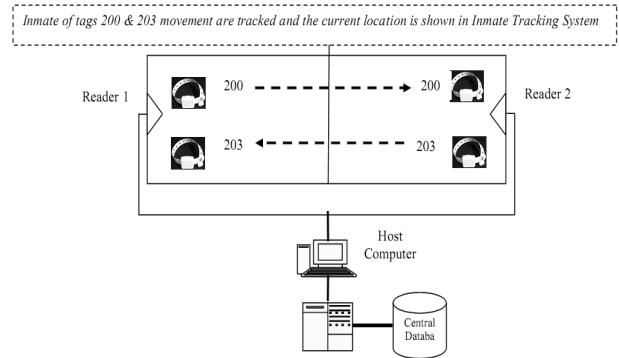 Inmate of tags 200 & 203 movement are tracked and the current location is shown in Inmate Tracking System
Reader 1
200
200
Reader 2
203
203
Host
Computer
Central
Databa